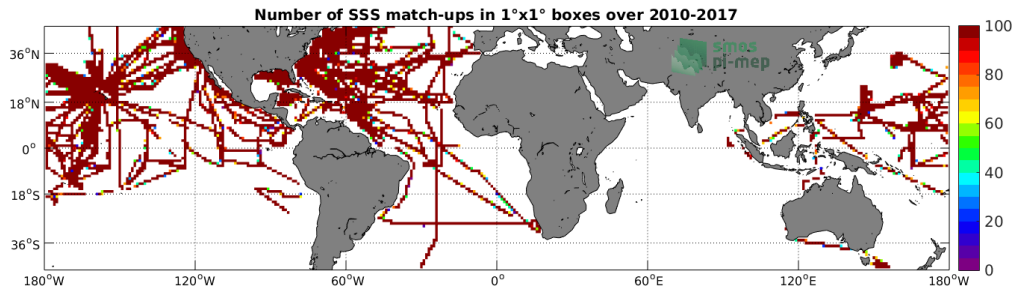 Number of SSS match-ups in 1°x1° boxes over 2010-2017
smos
pi-mep
36°N
18°N
0°
18°S
36°S
180°W
120°W
60°W
0°
60°E
120°E
180°W
100
80
60
40
20
0